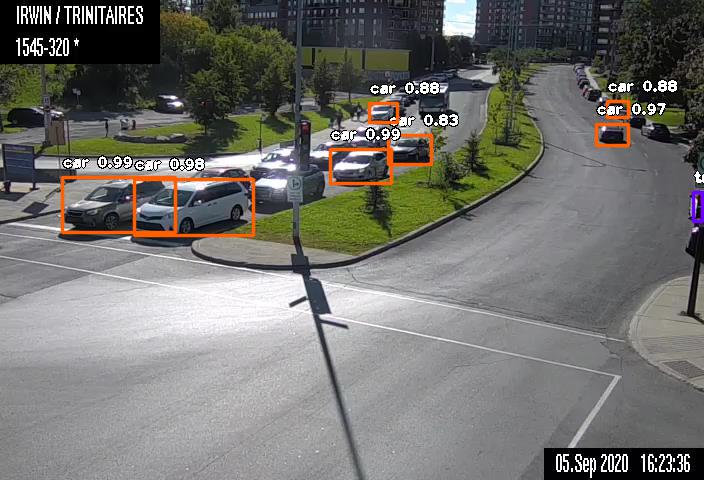 IRWIN / TRINITAIRES
1545-320 *
car 0.88
car 0.88
car 0.97
car 0.83
car 0.99
car 0.99
car 0.98
05.Sep 2020 16:23:36